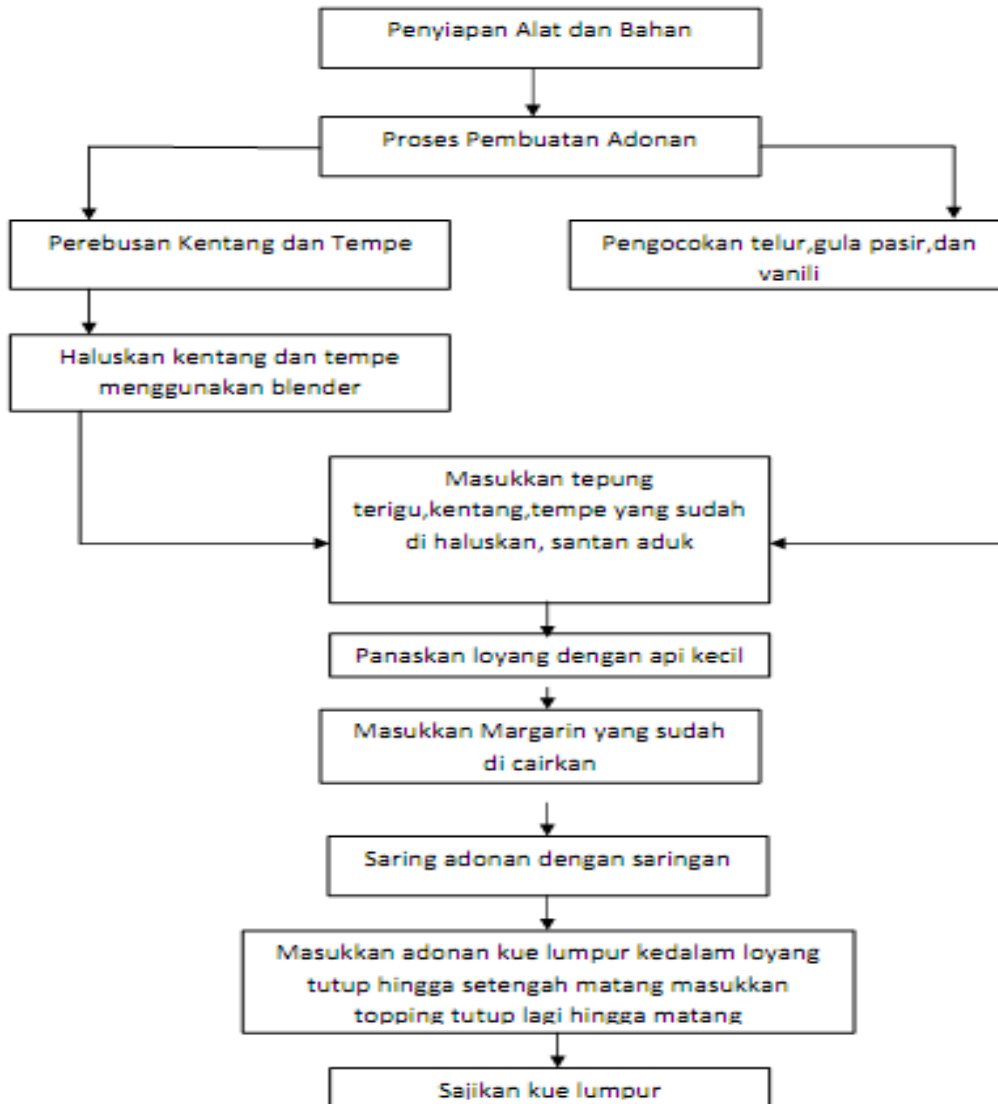 Penyiapan Alat dan Bahan
Proses Pembuatan Adonan
Perebusan Kentang dan Tempe
Pengocokan telur,gula pasir,dan
vanili
Haluskan kentang dan tempe
menggunakan blender
Masukkan tepung
terigu,kentang,tempe yang sudah
di haluskan, santan aduk
Panaskan loyang dengan api kecil
Masukkan Margarin yang sudah
di cairkan
Saring adonan dengan saringan
Masukkan adonan kue lumpur kedalam loyang
tutup hingga setengah matang masukkan
topping tutup lagi hingga matang
Sajikan kue lumpur